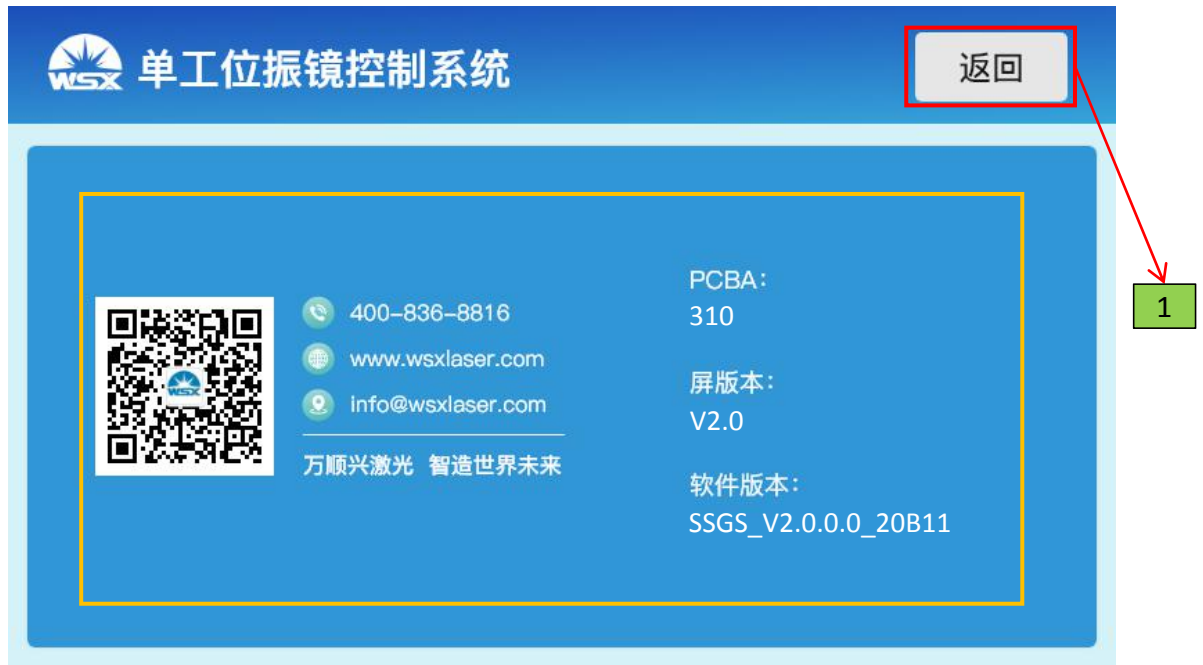 WSX 单工位振镜控制系统
返回
1
400-836-8816
www.wsxlaser.com
info@wsxlaser.com
万顺兴激光 智造世界未来
WSX
PCBA：
310
屏版本：
V2.0
软件版本：
SSGS_V2.0.0.0_20B11